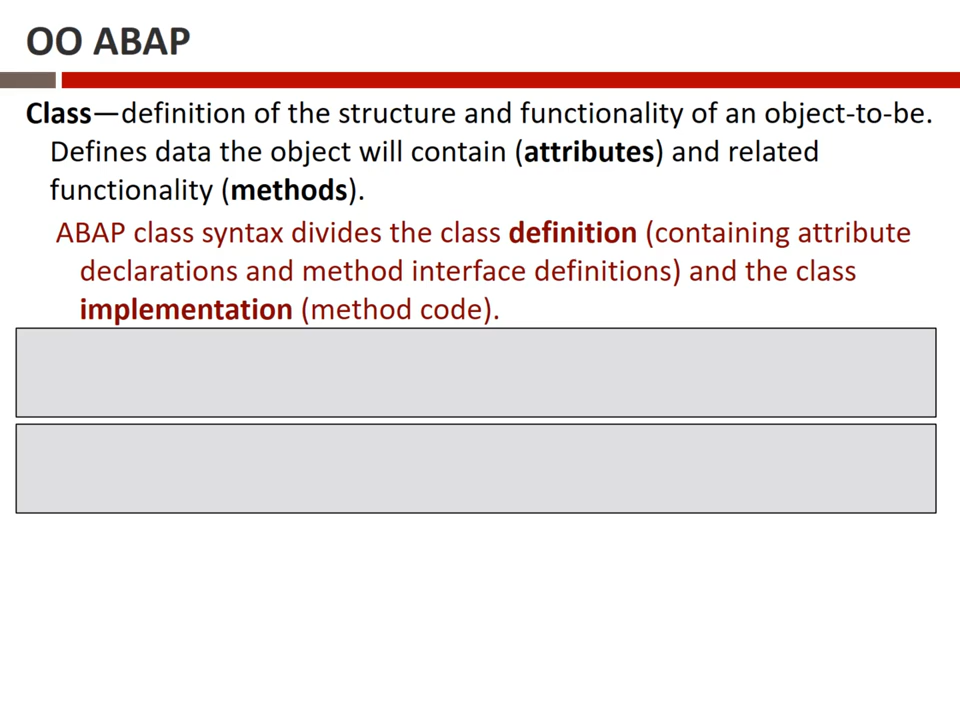 OO ABAP
Class—definition of the structure and functionality of an object-to-be.
Defines data the object will contain (attributes) and related
functionality (methods).
ABAP class syntax divides the class definition (containing attribute
declarations and method interface definitions) and the class
implementation (method code).